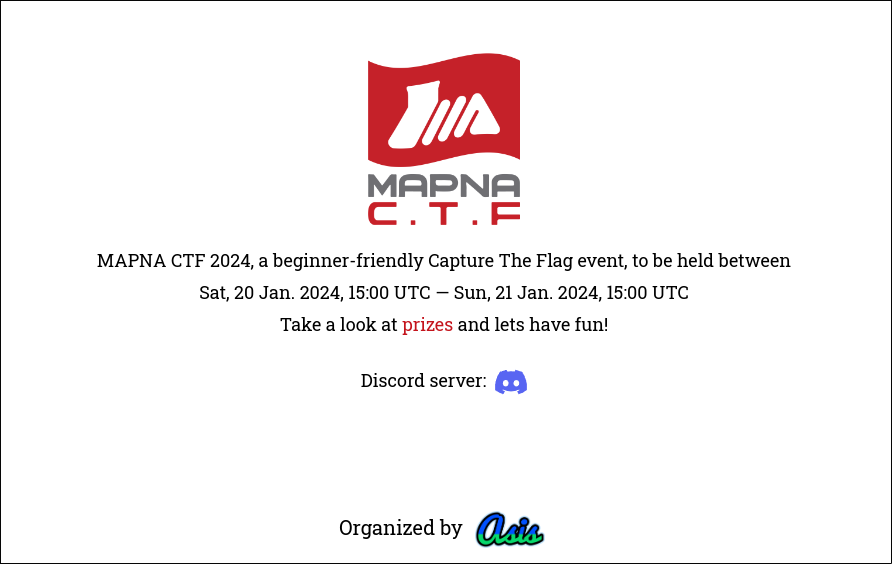 MAPNA
C.T.F
MAPNA CTF 2024, a beginner-friendly Capture The Flag event, to be held between
Sat, 20 Jan. 2024, 15:00 UTC — Sun, 21 Jan. 2024, 15:00 UTC
Take a look at prizes and lets have fun!
Discord server:
Organized by Asis